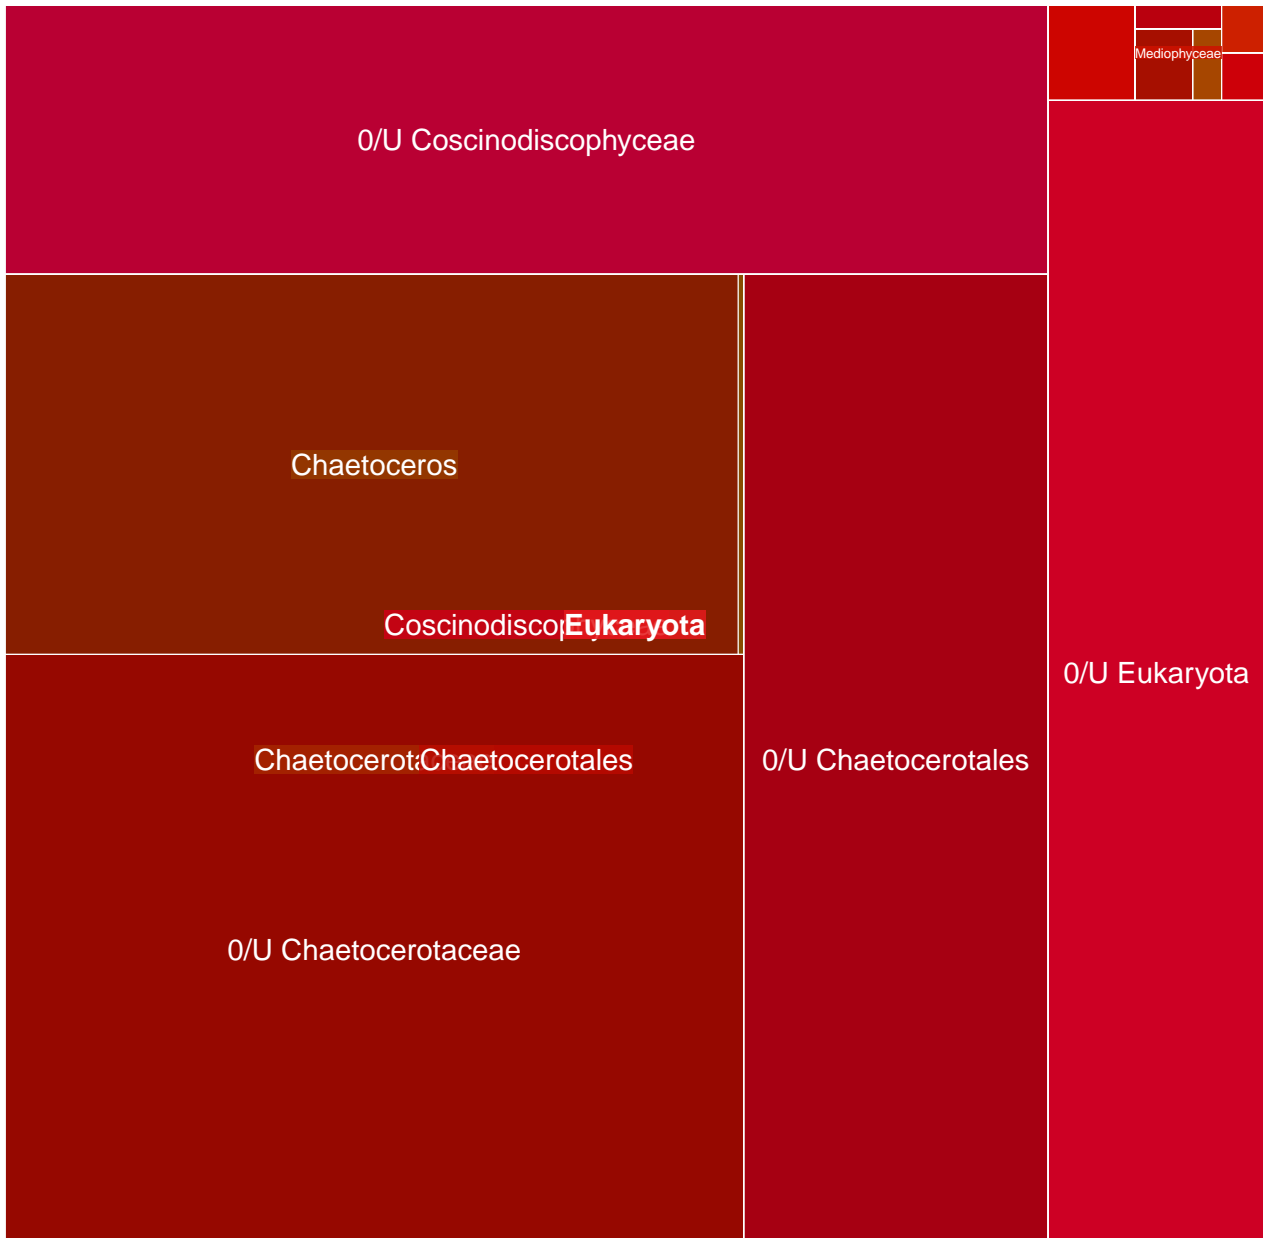 Mediophyceae
0/U Coscinodiscophyceae
Chaetoceros
Eukaryota
0/U Eukaryota
Chaetocerotales
0/U Chaetocerotales
0/U Chaetocerotaceae